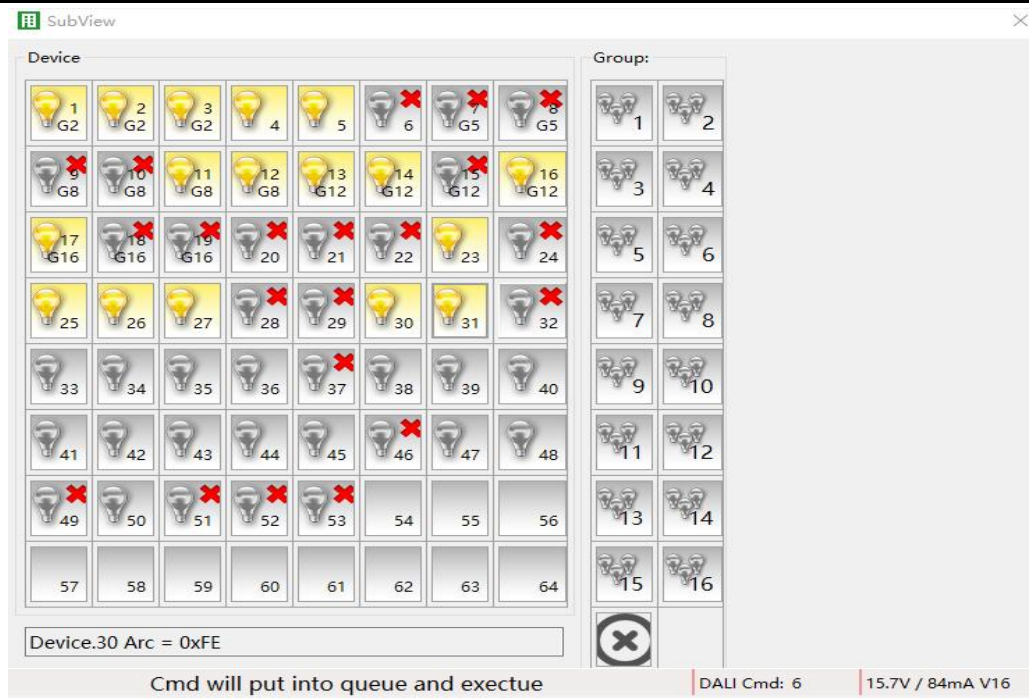 SubView
Device
Group:
1 G2
2 G2
3 G2
4
5
6
7 G5
8 G5
1
2
9 G8
10 G8
11 G8
12 G8
13 G12
14 G12
15 G12
16 G12
3
4
17 G16
18 G16
19 G16
20
21
22
23
24
5
6
25
26
27
28
29
30
31
32
7
8
33
34
35
36
37
38
39
40
9
10
41
42
43
44
45
46
47
48
11
12
49
50
51
52
53
54
55
56
13
14
57
58
59
60
61
62
63
64
15
16
Device.30 Arc = 0xFE
Cmd will put into queue and exectue
DALI Cmd: 6
15.7V / 84mA V16